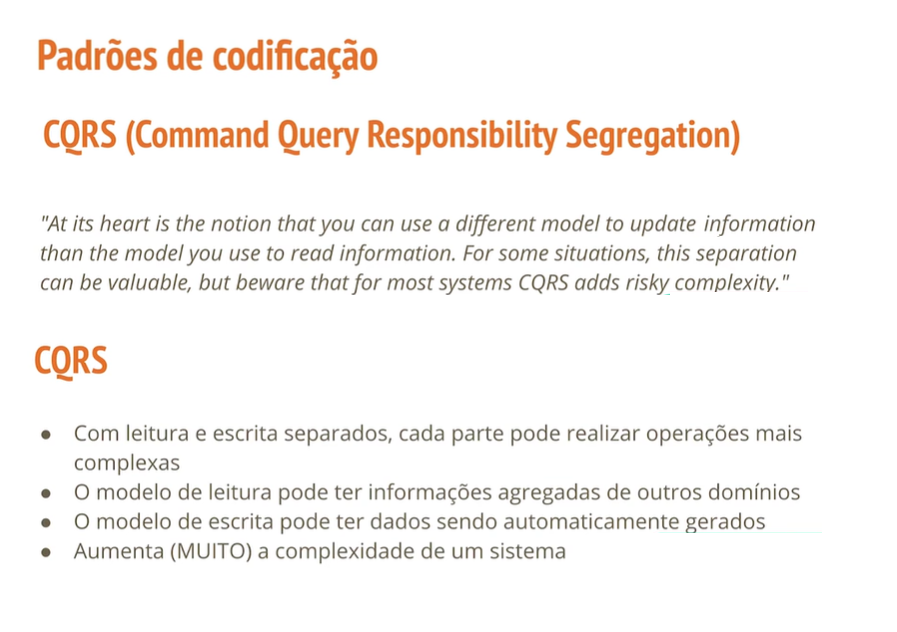 Padrões de codificação
CQRS (Command Query Responsibility Segregation)
"At its heart is the notion that you can use a different model to update information
than the model you use to read information. For some situations, this separation
can be valuable, but beware that for most systems CQRS adds risky complexity."
CQRS
● Com leitura e escrita separados, cada parte pode realizar operações mais
complexas
● O modelo de leitura pode ter informações agregadas de outros domínios
● O modelo de escrita pode ter dados sendo automaticamente gerados
● Aumenta (MUITO) a complexidade de um sistema